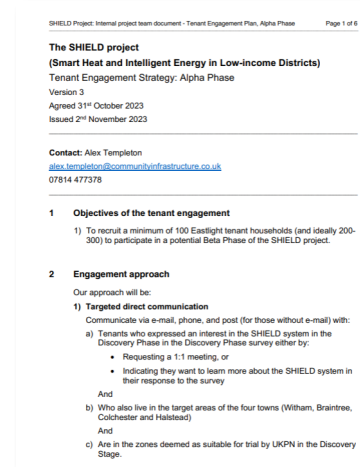 SHIELD Project: Internal project team document - Tenant Engagement Plan, Alpha Phase Page 1 of 6
The SHIELD project
(Smart Heat and Intelligent Energy in Low-income Districts)
Tenant Engagement Strategy: Alpha Phase
Version 3
Agreed 31st October 2023
Issued 2nd November 2023
Contact: Alex Templeton
alex.templeton@communityinfrastructure.co.uk
07814 477378
1 Objectives of the tenant engagement
1) To recruit a minimum of 100 Eastlight tenant households (and ideally 200-
300) to participate in a potential Beta Phase of the SHIELD project.
2 Engagement approach
Our approach will be:
1) Targeted direct communication
Communicate via e-mail, phone, and post (for those without e-mail) with:
a) Tenants who expressed an interest in the SHIELD system in the
Discovery Phase in the Discovery Phase survey either by:
• Requesting a 1:1 meeting, or
• Indicating they want to learn more about the SHIELD system in
their response to the survey
And
b) Who also live in the target areas of the four towns (Witham, Braintree,
Colchester and Halstead)
And
c) Are in the zones deemed as suitable for trial by UKPN in the Discovery
Stage.